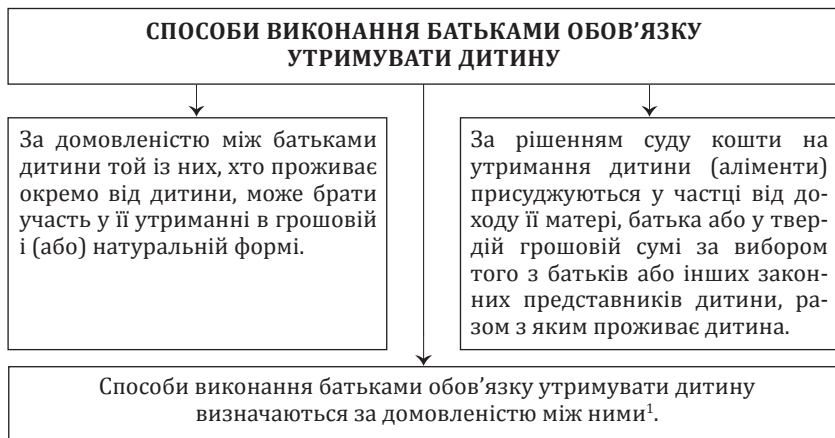 СПОСОБИ ВИКОНАННЯ БАТЬКАМИ ОБОВ’ЯЗКУ
УТРИМУВАТИ ДИТИНУ
За домовленістю між батьками
дитини той із них, хто проживає
окремо від дитини, може брати
участь у її утриманні в грошовій
і (або) натуральній формі.
За рішенням суду кошти на
утримання дитини (аліменти)
присуджуються у частці від до-
ходу її матері, батька або у твер-
дій грошовій сумі за вибором
того з батьків або інших закон-
них представників дитини, ра-
зом з яким проживає дитина.
Способи виконання батьками обов’язку утримувати дитину
визначаються за домовленістю між ними¹.